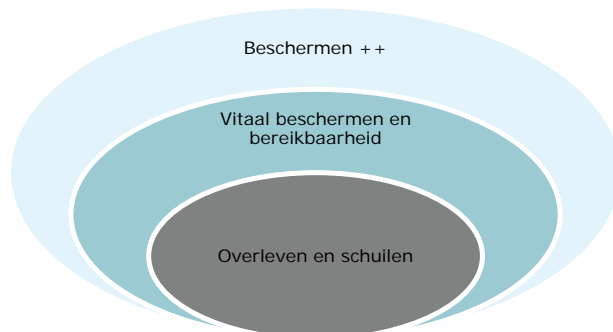 Beschermen ++
Vitaal beschermen en
bereikbaarheid
Overleven en schuilen